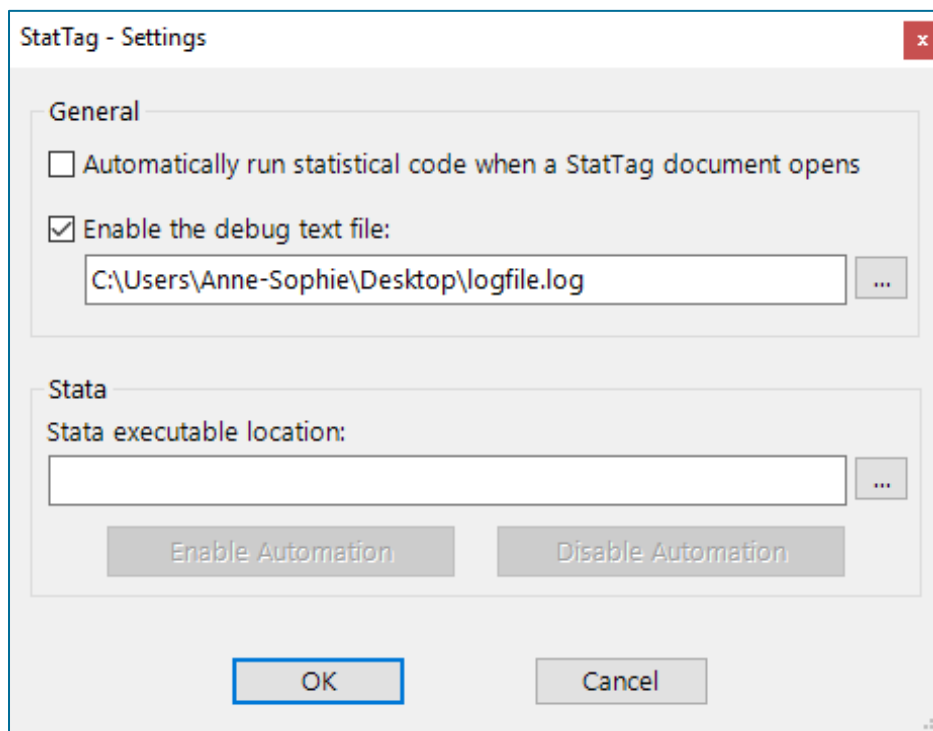 StatTag - Settings
x
General
Automatically run statistical code when a StatTag document opens
Enable the debug text file:
C:\Users\Anne-Sophie\Desktop\logfile.log
...
Stata
Stata executable location:
...
Enable Automation Disable Automation
OK Cancel